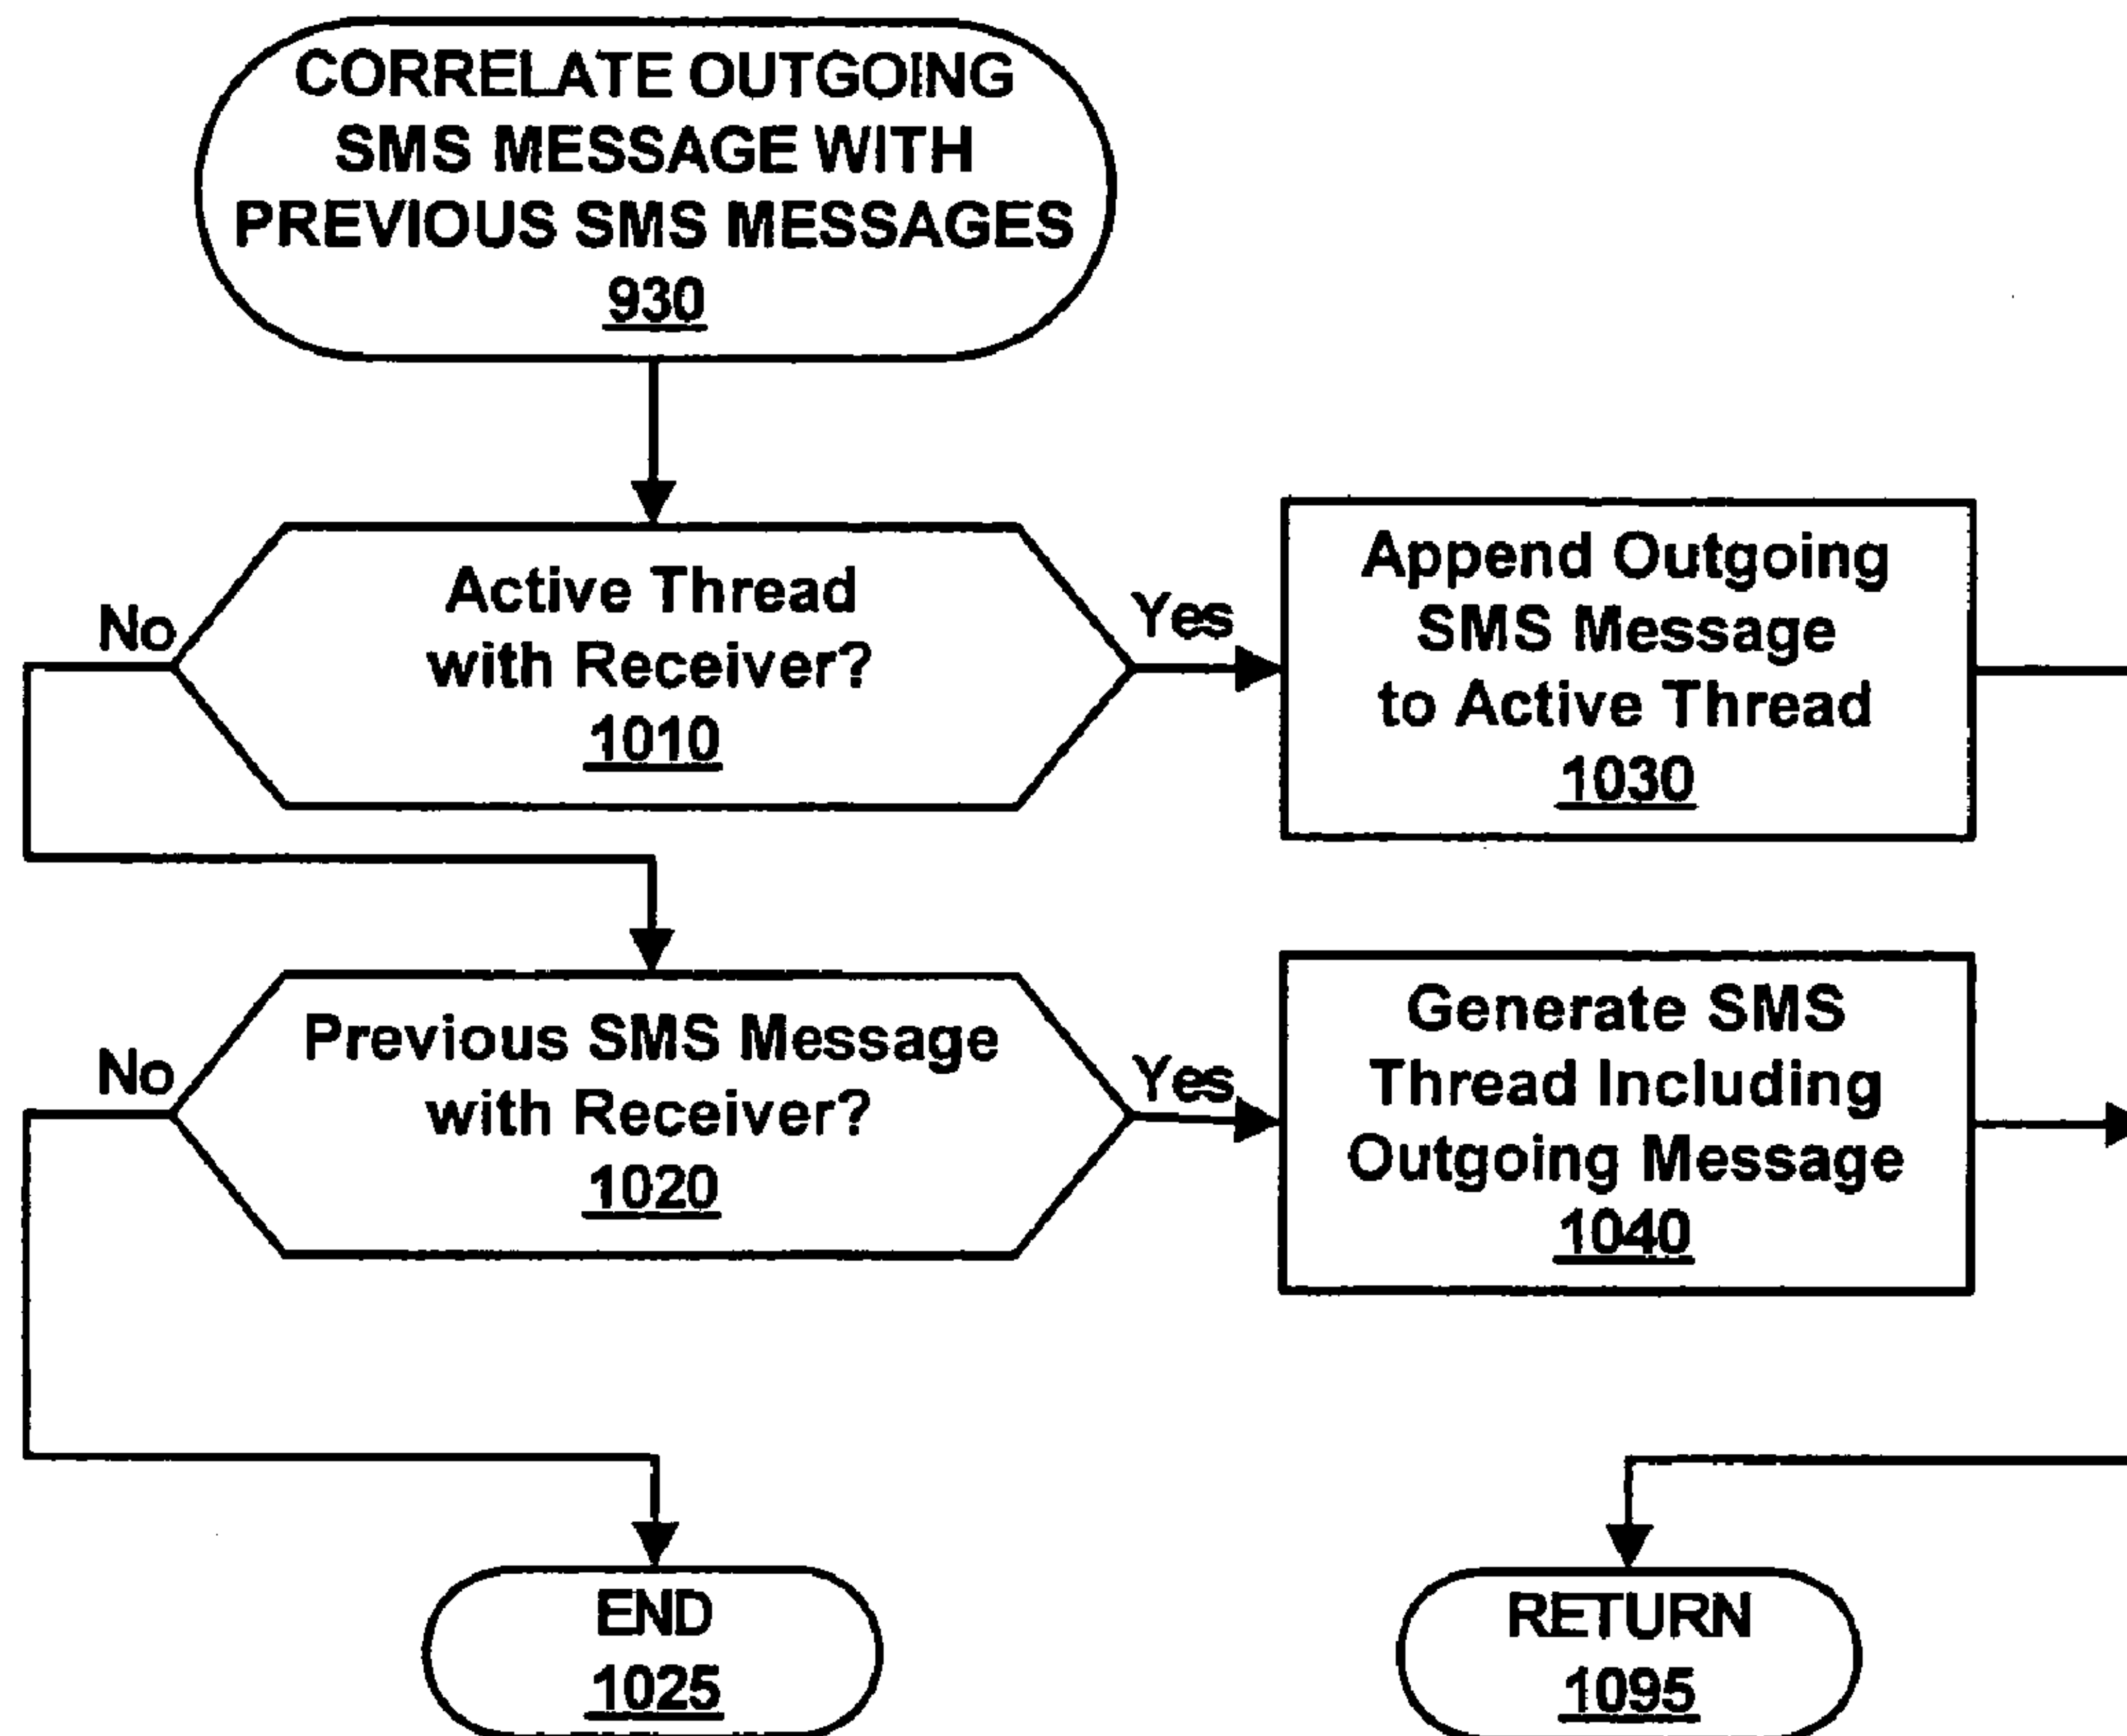 CORRELATE OUTGOING
SMS MESSAGE WITH
PREVIOUS SMS MESSAGES
930
Active Thread
with Receiver?
1010
No
Yes
Append Outgoing
SMS Message
to Active Thread
1030
Previous SMS Message
with Receiver?
1020
No
Yes
Generate SMS
Thread Including
Outgoing Message
1040
END
1025
RETURN
1095